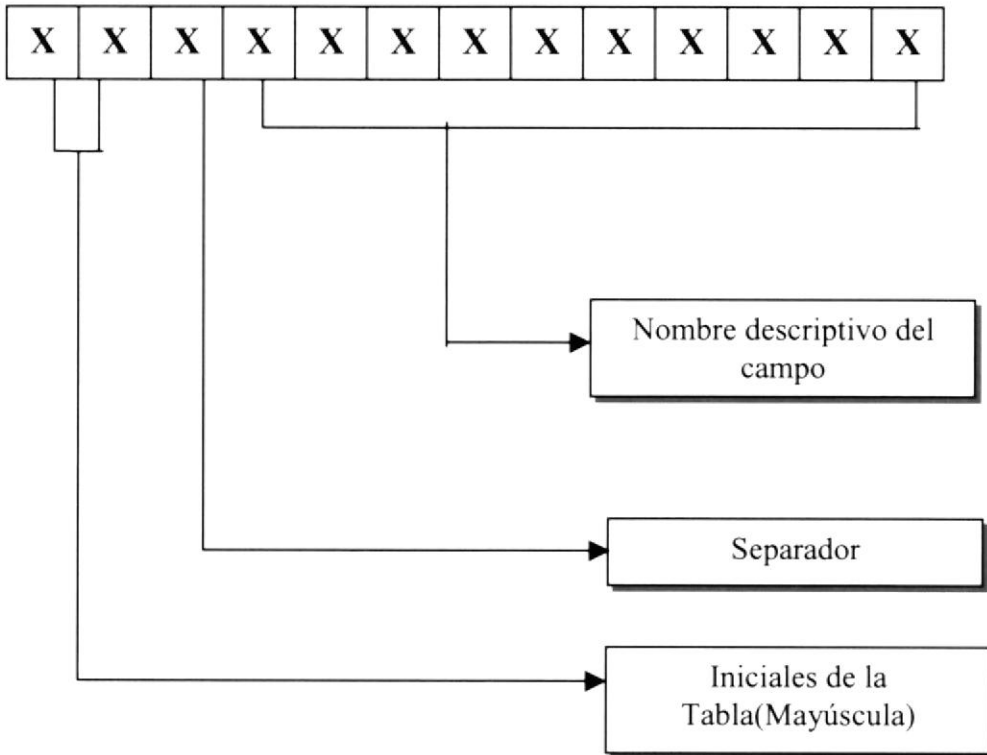 X X X X X X X X X X X X X
Nombre descriptivo del
campo
Separador
Iniciales de la
Tabla(Mayúscula)